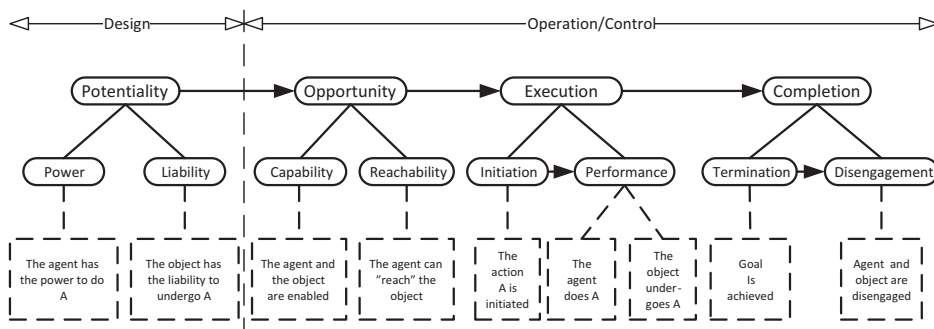 Design
Operation/Control
Potentiality
Opportunity
Execution
Completion
Power
Liability
Capability
Reachability
Initiation
Performance
Termination
Disengagement
The agent has
the power to do
A
The object has
the liability to
undergo A
The agent and
the object
are enabled
The agent can
”reach” the
object
The
action
A is
initiated
The
agent
does A
The
object
under-
goes A
Goal
Is
achieved
Agent and
object are
disengaged